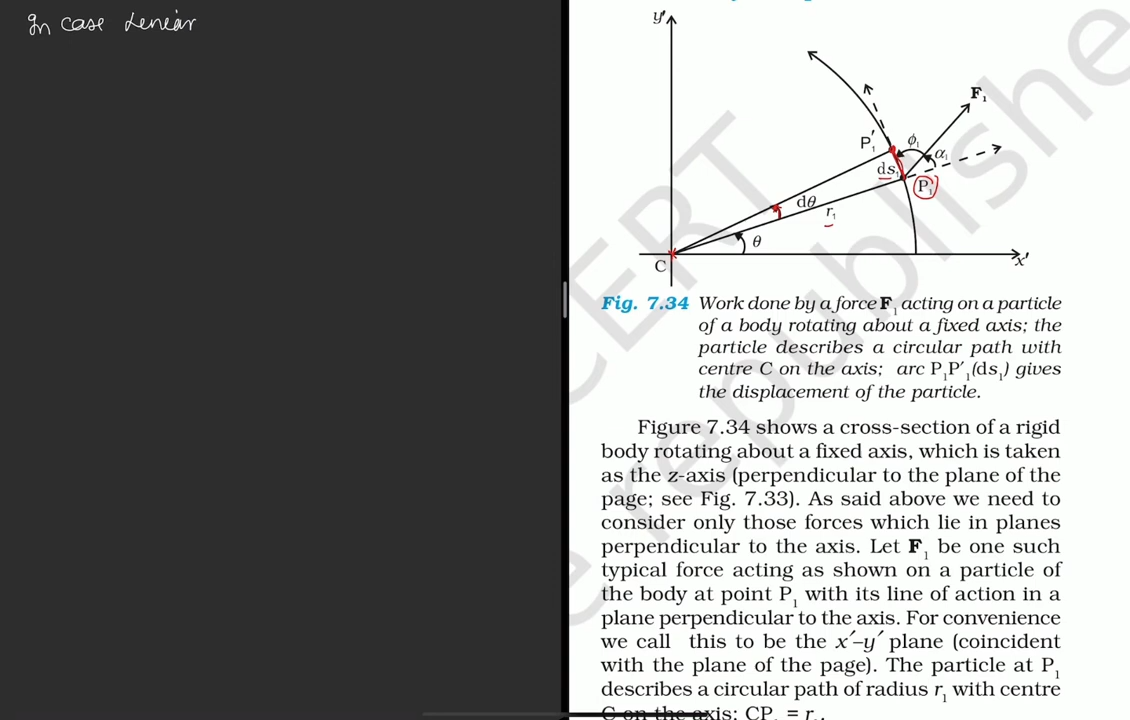 In case Lenear
y′
F₁
P′₁
ϕ₁
α₁
ds₁
P₁
dθ
r₁
θ
C
x′
Fig. 7.34 Work done by a force F₁ acting on a particle
of a body rotating about a fixed axis; the
particle describes a circular path with
centre C on the axis; arc P₁P′₁(ds₁) gives
the displacement of the particle.
Figure 7.34 shows a cross-section of a rigid
body rotating about a fixed axis, which is taken
as the z-axis (perpendicular to the plane of the
page; see Fig. 7.33). As said above we need to
consider only those forces which lie in planes
perpendicular to the axis. Let F₁ be one such
typical force acting as shown on a particle of
the body at point P₁ with its line of action in a
plane perpendicular to the axis. For convenience
we call this to be the x′–y′ plane (coincident
with the plane of the page). The particle at P₁
describes a circular path of radius r₁ with centre
C on the axis; CP₁ = r₁.